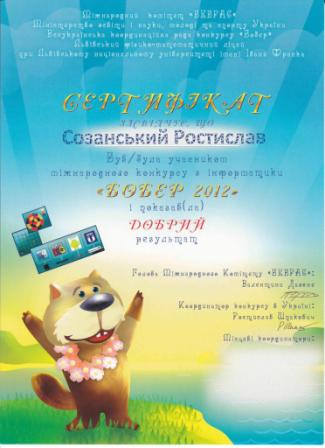 Міжнародний комітет «БЕБРАС»
Міністерство освіти і науки, молоді та спорту України
Всеукраїнська координаційна рада конкурсу «Бобер»
Львівський фізико-математичний ліцей
при Львівському національному університеті імені Івана Франка
СЕРТИФІКАТ
ЗАСВІДЧУЄ, ЩО
Созанський Ростислав
Був/була учасником
міжнародного конкурсу з інформатики
«БОБЕР 2012»
і показав(ла)
ДОБРИЙ
результат
Голова Міжнародного Комітету «БЕБРАС»:
Валентина Дагене
Координатор конкурсу в Україні:
Ростислав Шпакович
Місцеві координатори: